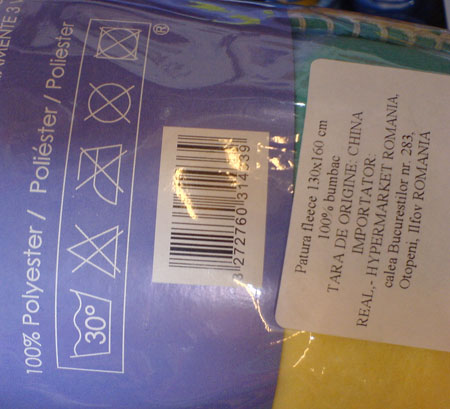 100% Polyester / Poliéster / Poliester
30°
®
3 272760 314639
Patura fleece 130x160 cm
100% bumbac
TARA DE ORIGINE: CHINA
IMPORTATOR
REAL,- HYPERMARKET ROMANIA,
calea Bucurestilor nr. 283,
Otopeni, Ilfov ROMANIA